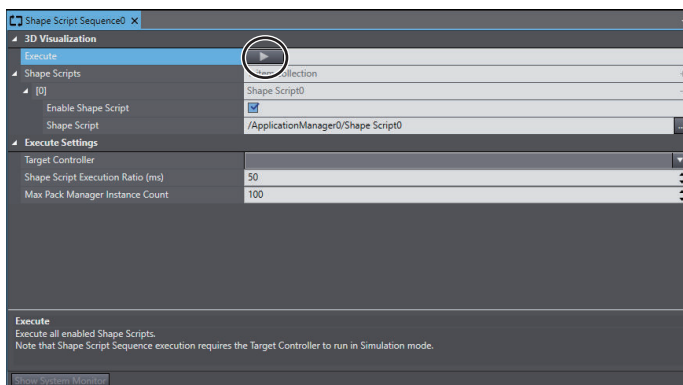 Shape Script Sequence0 ×
3D Visualization
Execute
Shape Scripts collection
[0] Shape Script0
Enable Shape Script
Shape Script /ApplicationManager0/Shape Script0 ...
Execute Settings
Target Controller
Shape Script Execution Ratio (ms) 50
Max Pack Manager Instance Count 100
Execute
Execute all enabled Shape Scripts.
Note that Shape Script Sequence execution requires the Target Controller to run in Simulation mode.
Show System Monitor